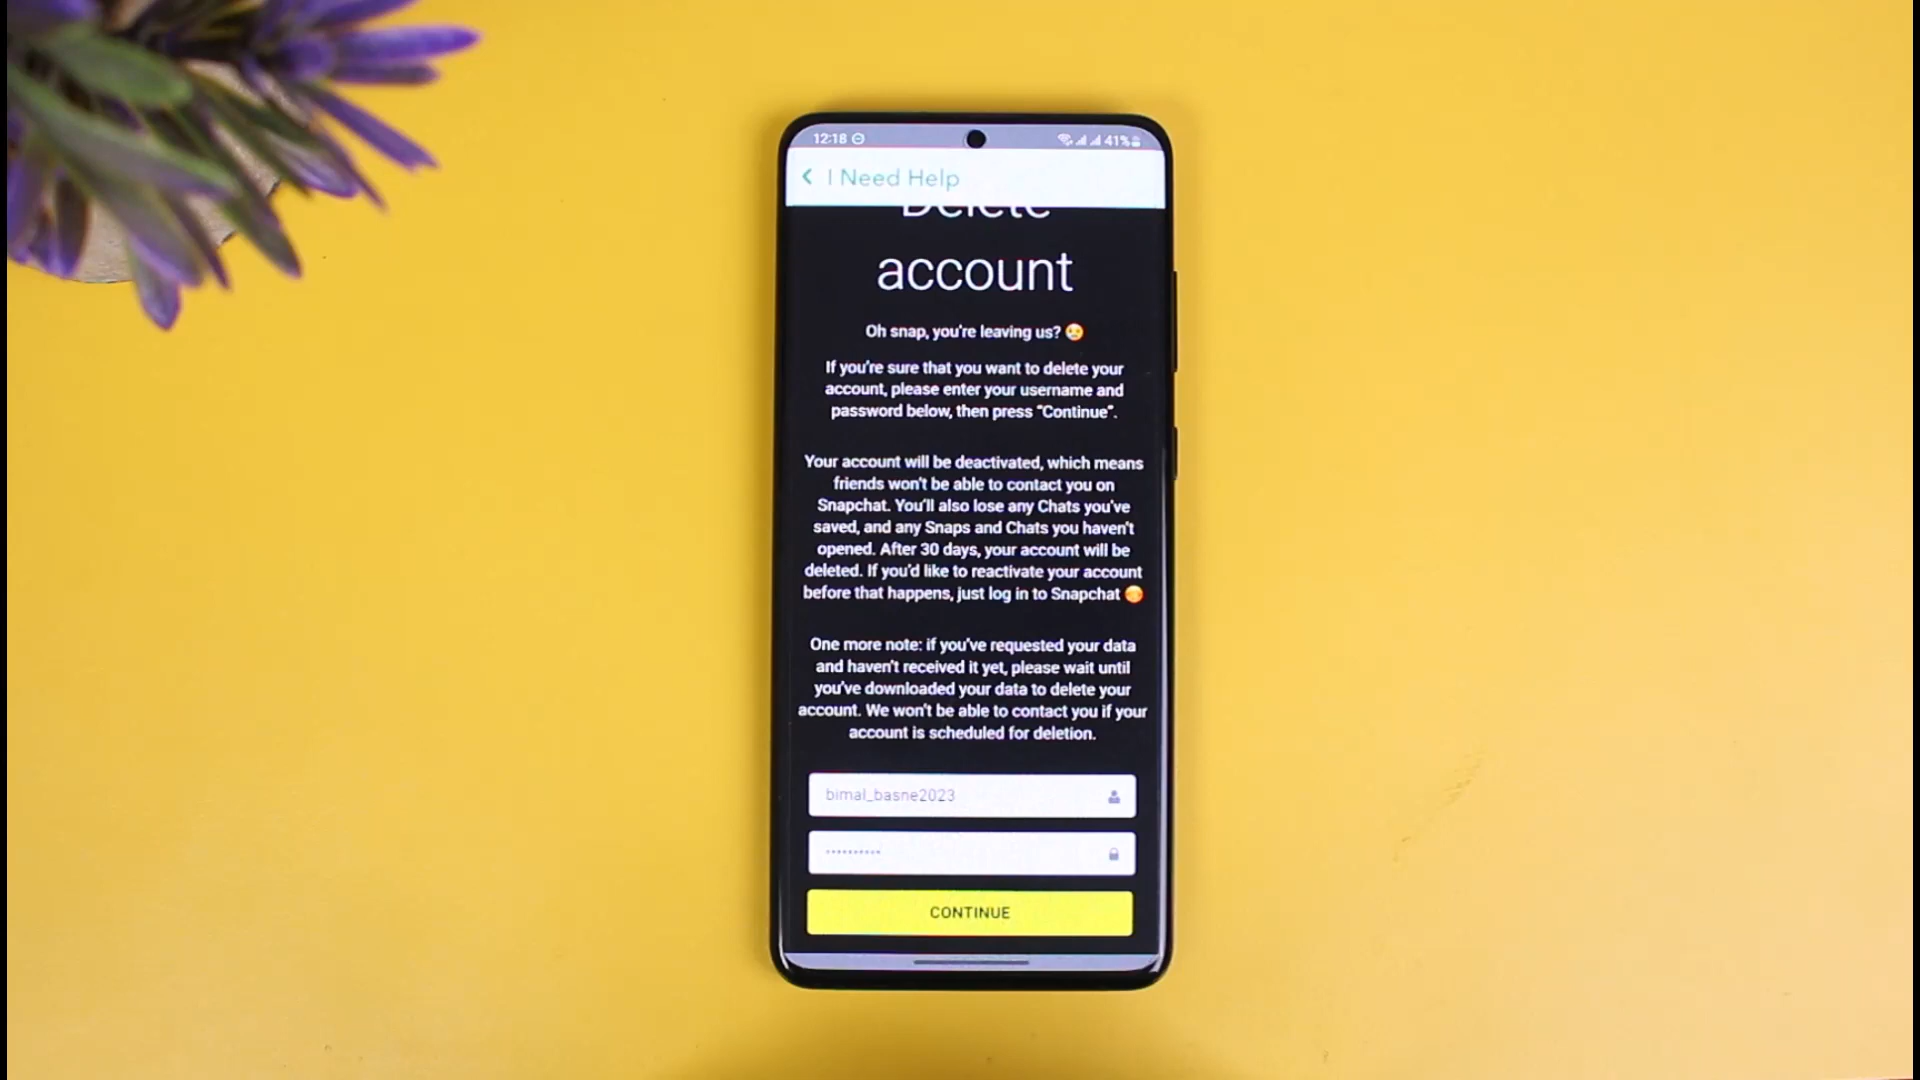 12:18
41%
I Need Help
Delete
account
Oh snap, you're leaving us? 😢
If you're sure that you want to delete your
account, please enter your username and
password below, then press “Continue”.
Your account will be deactivated, which means
friends won't be able to contact you on
Snapchat. You'll also lose any Chats you've
saved, and any Snaps and Chats you haven't
opened. After 30 days, your account will be
deleted. If you'd like to reactivate your account
before that happens, just log in to Snapchat 😊
One more note: if you've requested your data
and haven't received it yet, please wait until
you've downloaded your data to delete your
account. We won't be able to contact you if your
account is scheduled for deletion.
bimal_basne2023
••••••••••
CONTINUE